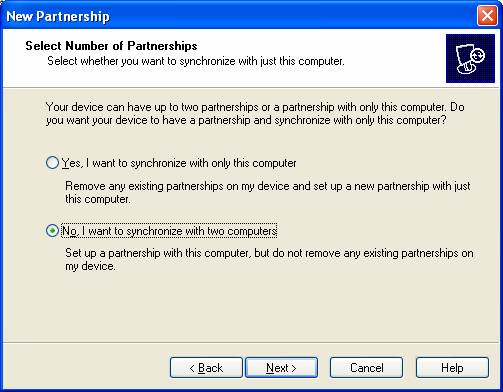 New Partnership
Select Number of Partnerships
Select whether you want to synchronize with just this computer.
Your device can have up to two partnerships or a partnership with only this computer. Do
you want your device to have a partnership and synchronize with only this computer?
Yes, I want to synchronize with only this computer
Remove any existing partnerships on my device and set up a new partnership with just
this computer.
No, I want to synchronize with two computers
Set up a partnership with this computer, but do not remove any existing partnerships on
my device.
< Back
Next >
Cancel
Help